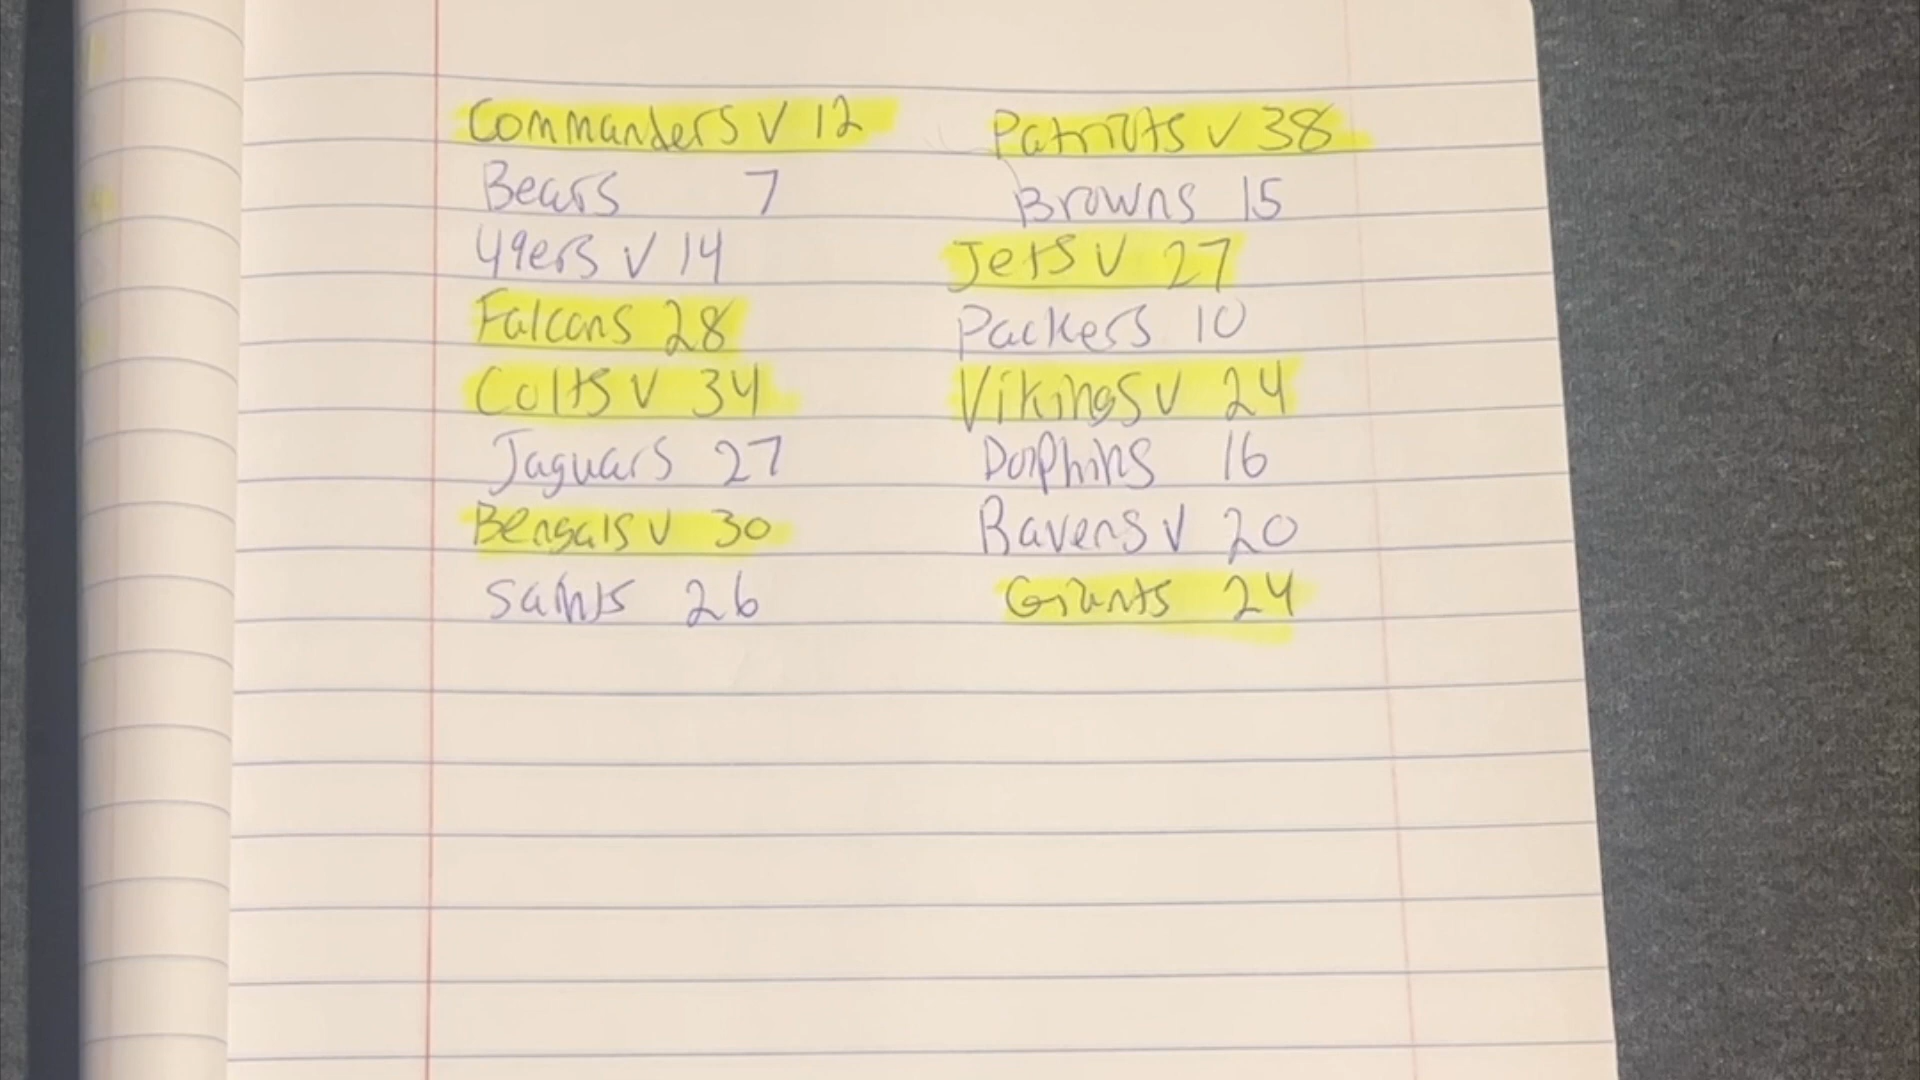 Commanders v 12
Bears 7
49ers v 14
Falcons 28
Colts v 34
Jaguars 27
Bengals v 30
Saints 26
Patriots v 38
Browns 15
Jets v 27
Packers 10
Vikings v 24
Dolphins 16
Ravens v 20
Giants 24